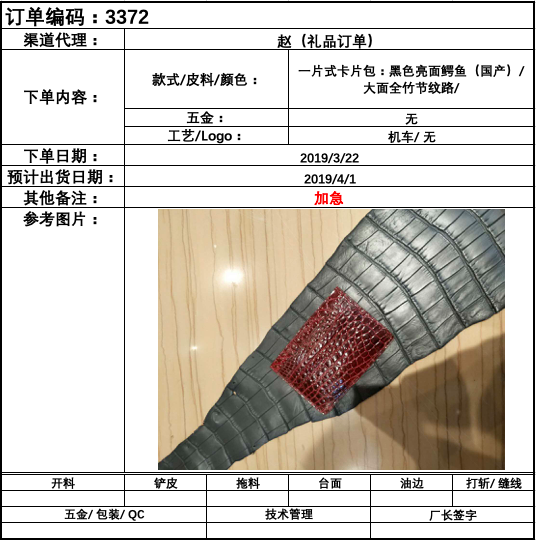 订单编码：3372
渠道代理：
赵（礼品订单）
下单内容：
款式/皮料/颜色：
一片式卡片包：黑色亮面鳄鱼（国产）/
大面全竹节纹路/
五金：
无
工艺/Logo：
机车/ 无
下单日期：
2019/3/22
预计出货日期：
2019/4/1
其他备注：
加急
参考图片：
开料 铲皮 拖料 台面 油边 打斩/ 缝线
五金/ 包装/ QC 技术管理 厂长签字